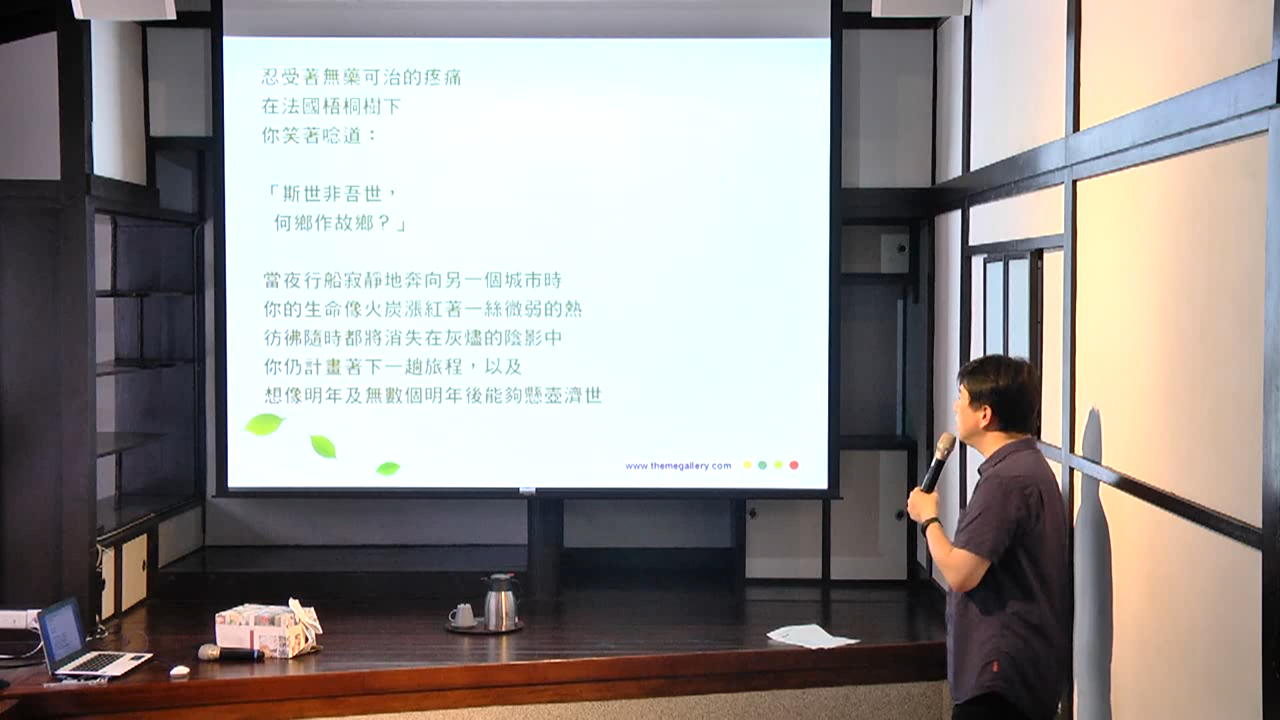 忍受著無藥可治的疼痛
在法國梧桐樹下
你笑著唸道：
「斯世非吾世，
何鄉作故鄉？」
當夜行船寂靜地奔向另一個城市時
你的生命像火炭漲紅著一絲微弱的熱
彷彿隨時都將消失在灰燼的陰影中
你仍計畫著下一趟旅程，以及
想像明年及無數個明年後能夠懸壺濟世
www.themegallery.com